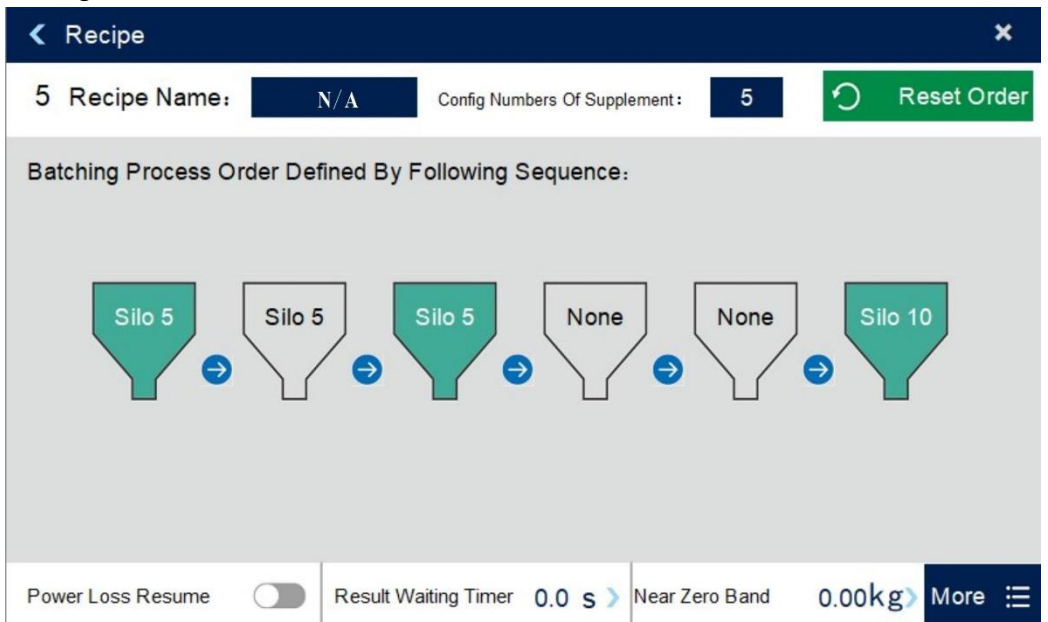 Recipe
5 Recipe Name: N/A Config Numbers Of Supplement: 5 Reset Order
Batching Process Order Defined By Following Sequence:
Silo 5 Silo 5 Silo 5 None None Silo 10
Power Loss Resume Result Waiting Timer 0.0 s Near Zero Band 0.00kg More